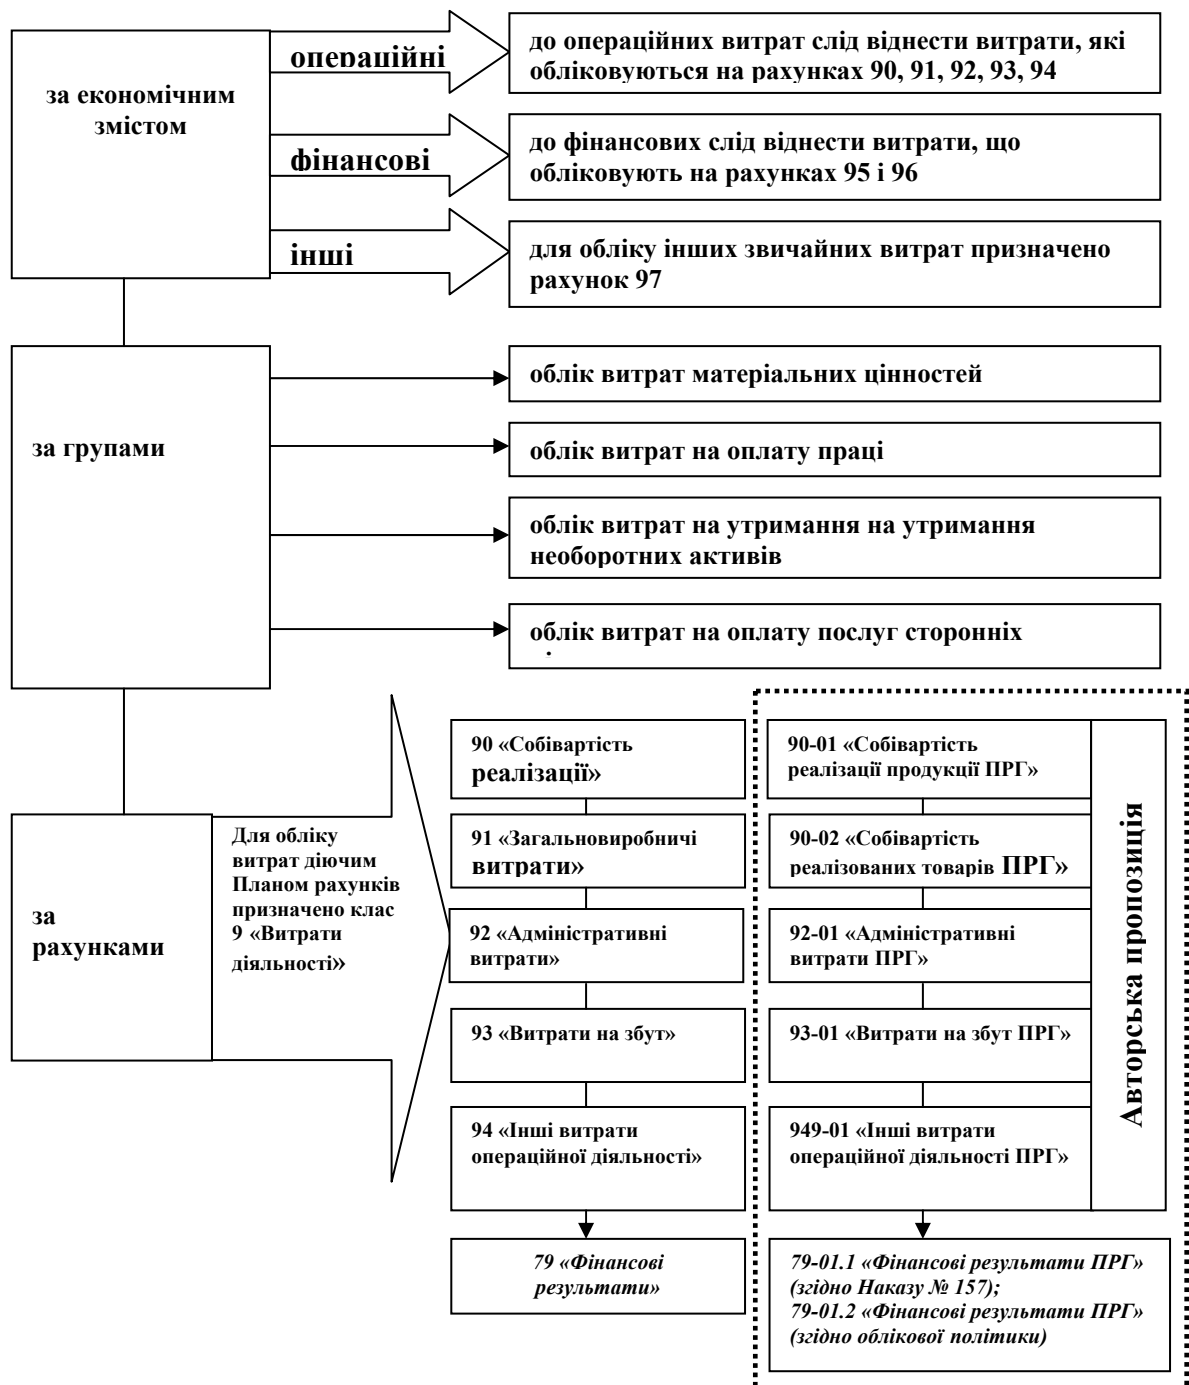 за економічним
змістом
операційні
до операційних витрат слід віднести витрати, які
обліковуються на рахунках 90, 91, 92, 93, 94
фінансові
до фінансових слід віднести витрати, що
обліковують на рахунках 95 і 96
інші
для обліку інших звичайних витрат призначено
рахунок 97
за групами
облік витрат матеріальних цінностей
облік витрат на оплату праці
облік витрат на утримання на утримання
необоротних активів
облік витрат на оплату послуг сторонніх
за
рахунками
Для обліку
витрат діючим
Планом рахунків
призначено клас
9 «Витрати
діяльності»
90 «Собівартість
реалізації»
91 «Загальновиробничі
витрати»
92 «Адміністративні
витрати»
93 «Витрати на збут»
94 «Інші витрати
операційної діяльності»
79 «Фінансові
результати»
90-01 «Собівартість
реалізації продукції ПРГ»
90-02 «Собівартість
реалізованих товарів ПРГ»
92-01 «Адміністративні
витрати ПРГ»
93-01 «Витрати на збут ПРГ»
949-01 «Інші витрати
операційної діяльності ПРГ»
79-01.1 «Фінансові результати ПРГ»
(згідно Наказу № 157);
79-01.2 «Фінансові результати ПРГ»
(згідно облікової політики)
Авторська пропозиція